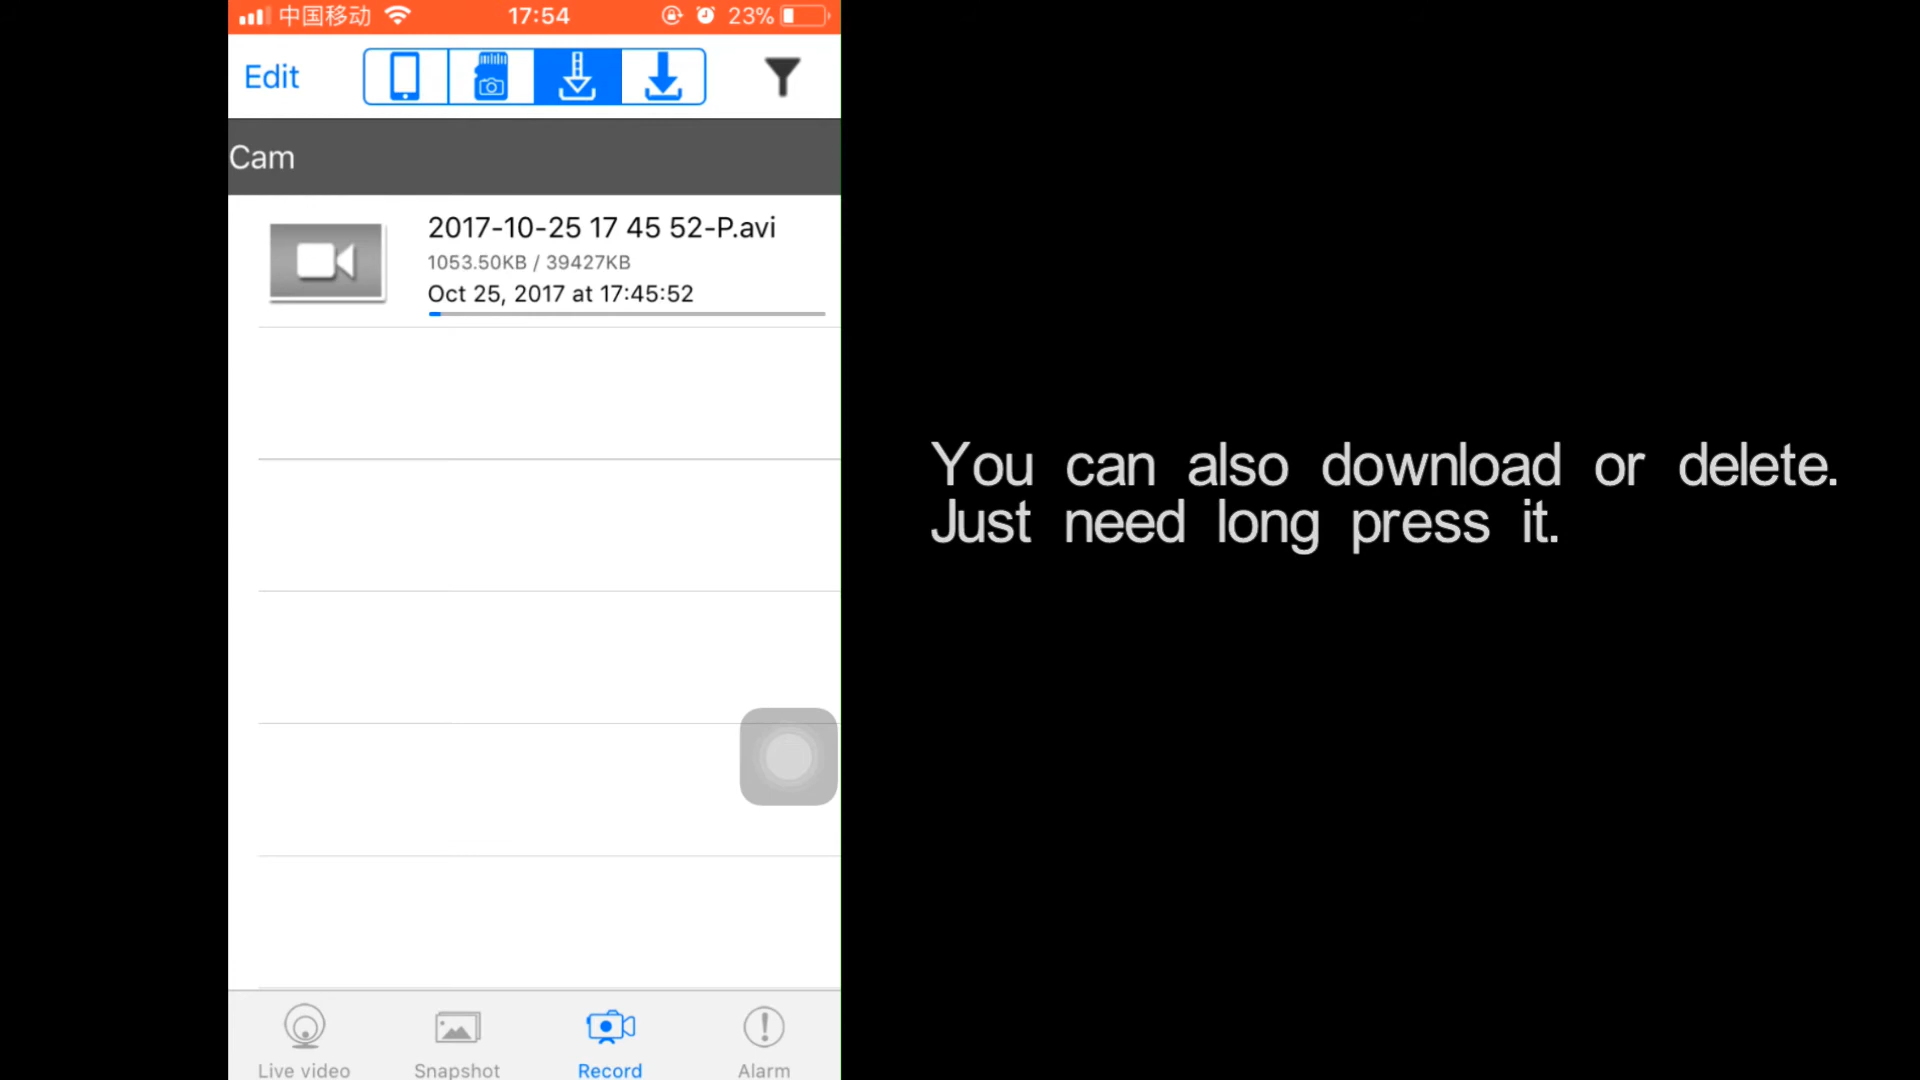 中国移动 17:54 23%
Edit
Cam
2017-10-25 17 45 52-P.avi
1053.50KB / 39427KB
Oct 25, 2017 at 17:45:52
You can also download or delete.
Just need long press it.
Live video Snapshot Record Alarm